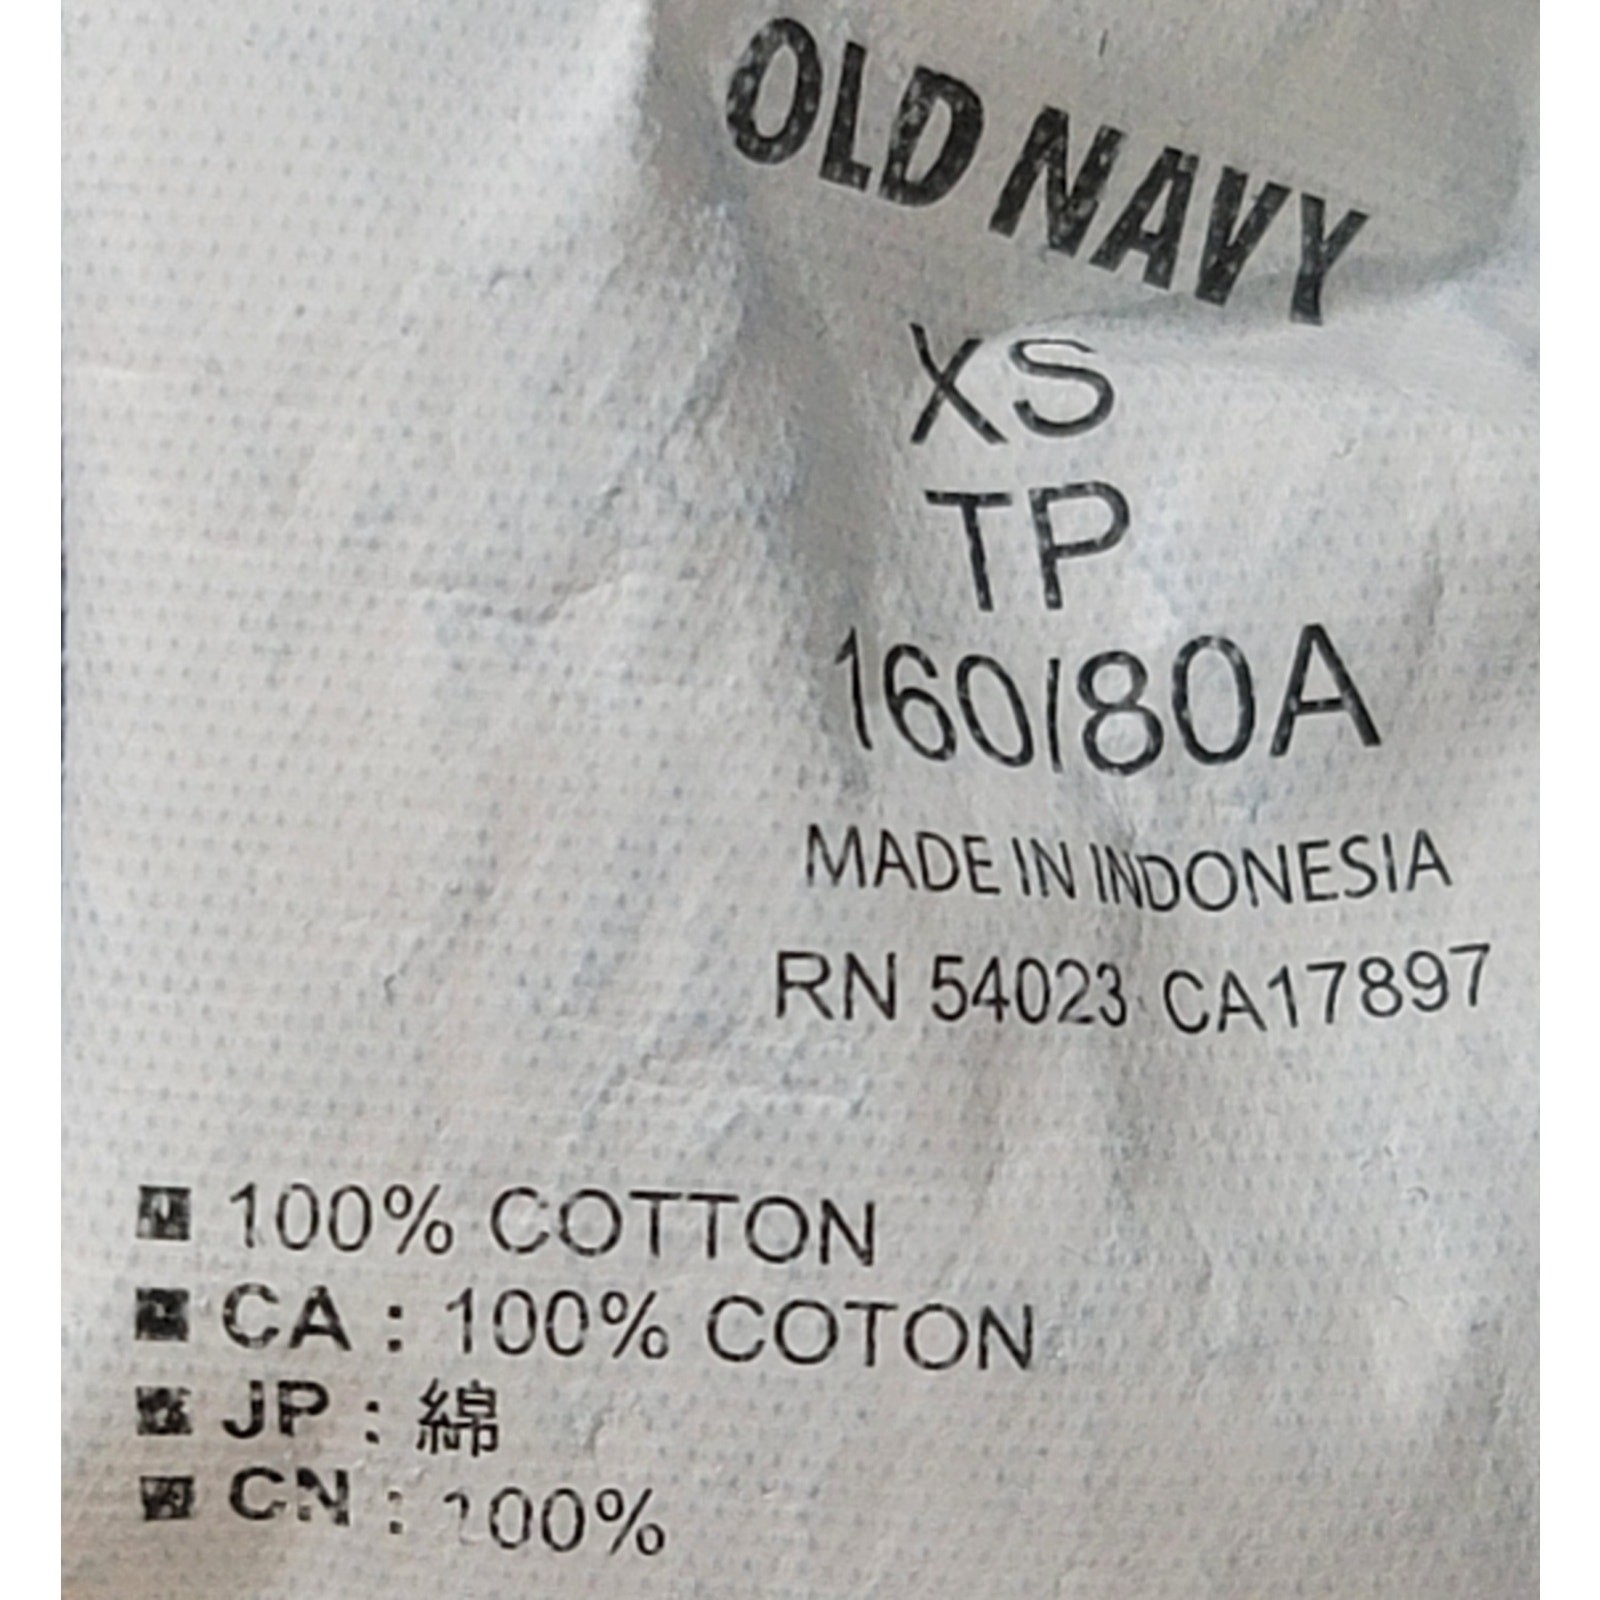 OLD NAVY
XS
TP
160/80A
MADE IN INDONESIA
RN 54023 CA17897
100% COTTON
CA : 100% COTON
JP : 綿
CN : 100%